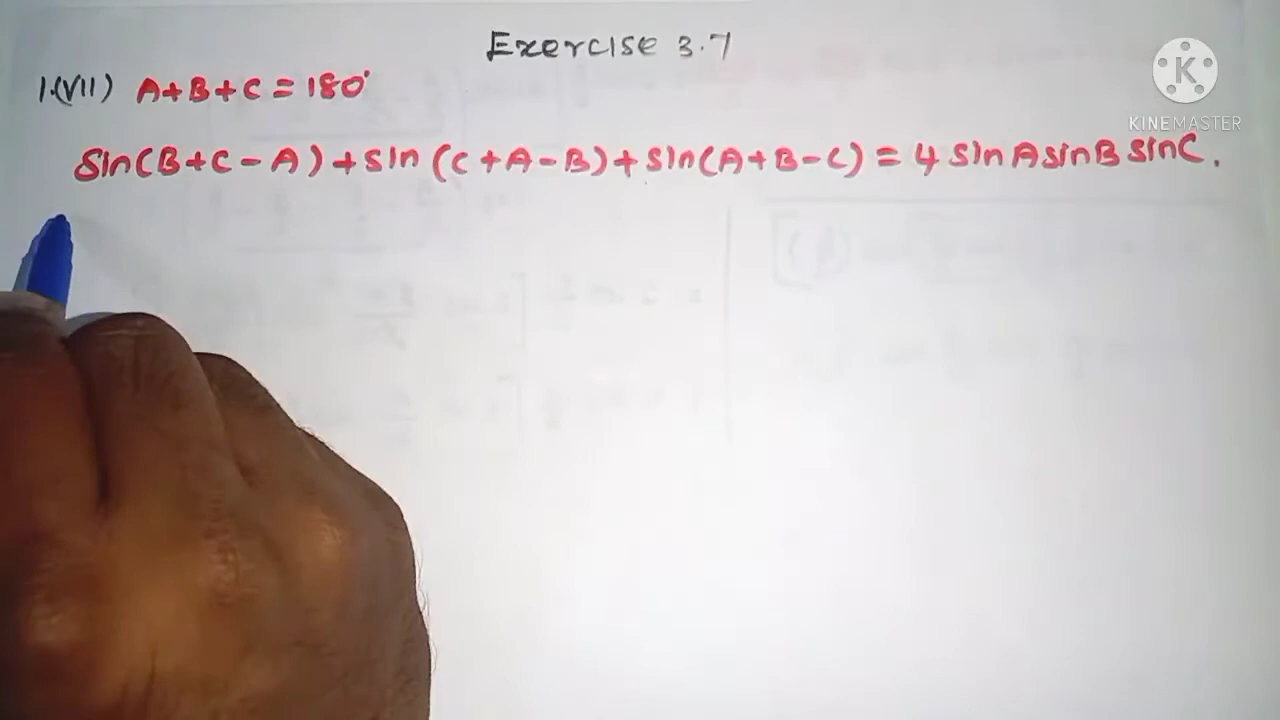 Exercise 3.7
1.(VII) A+B+C=180°
Sin(B+C-A)+sin(C+A-B)+sin(A+B-C)=4 sinA sinB sinC.
K
KINEMASTER